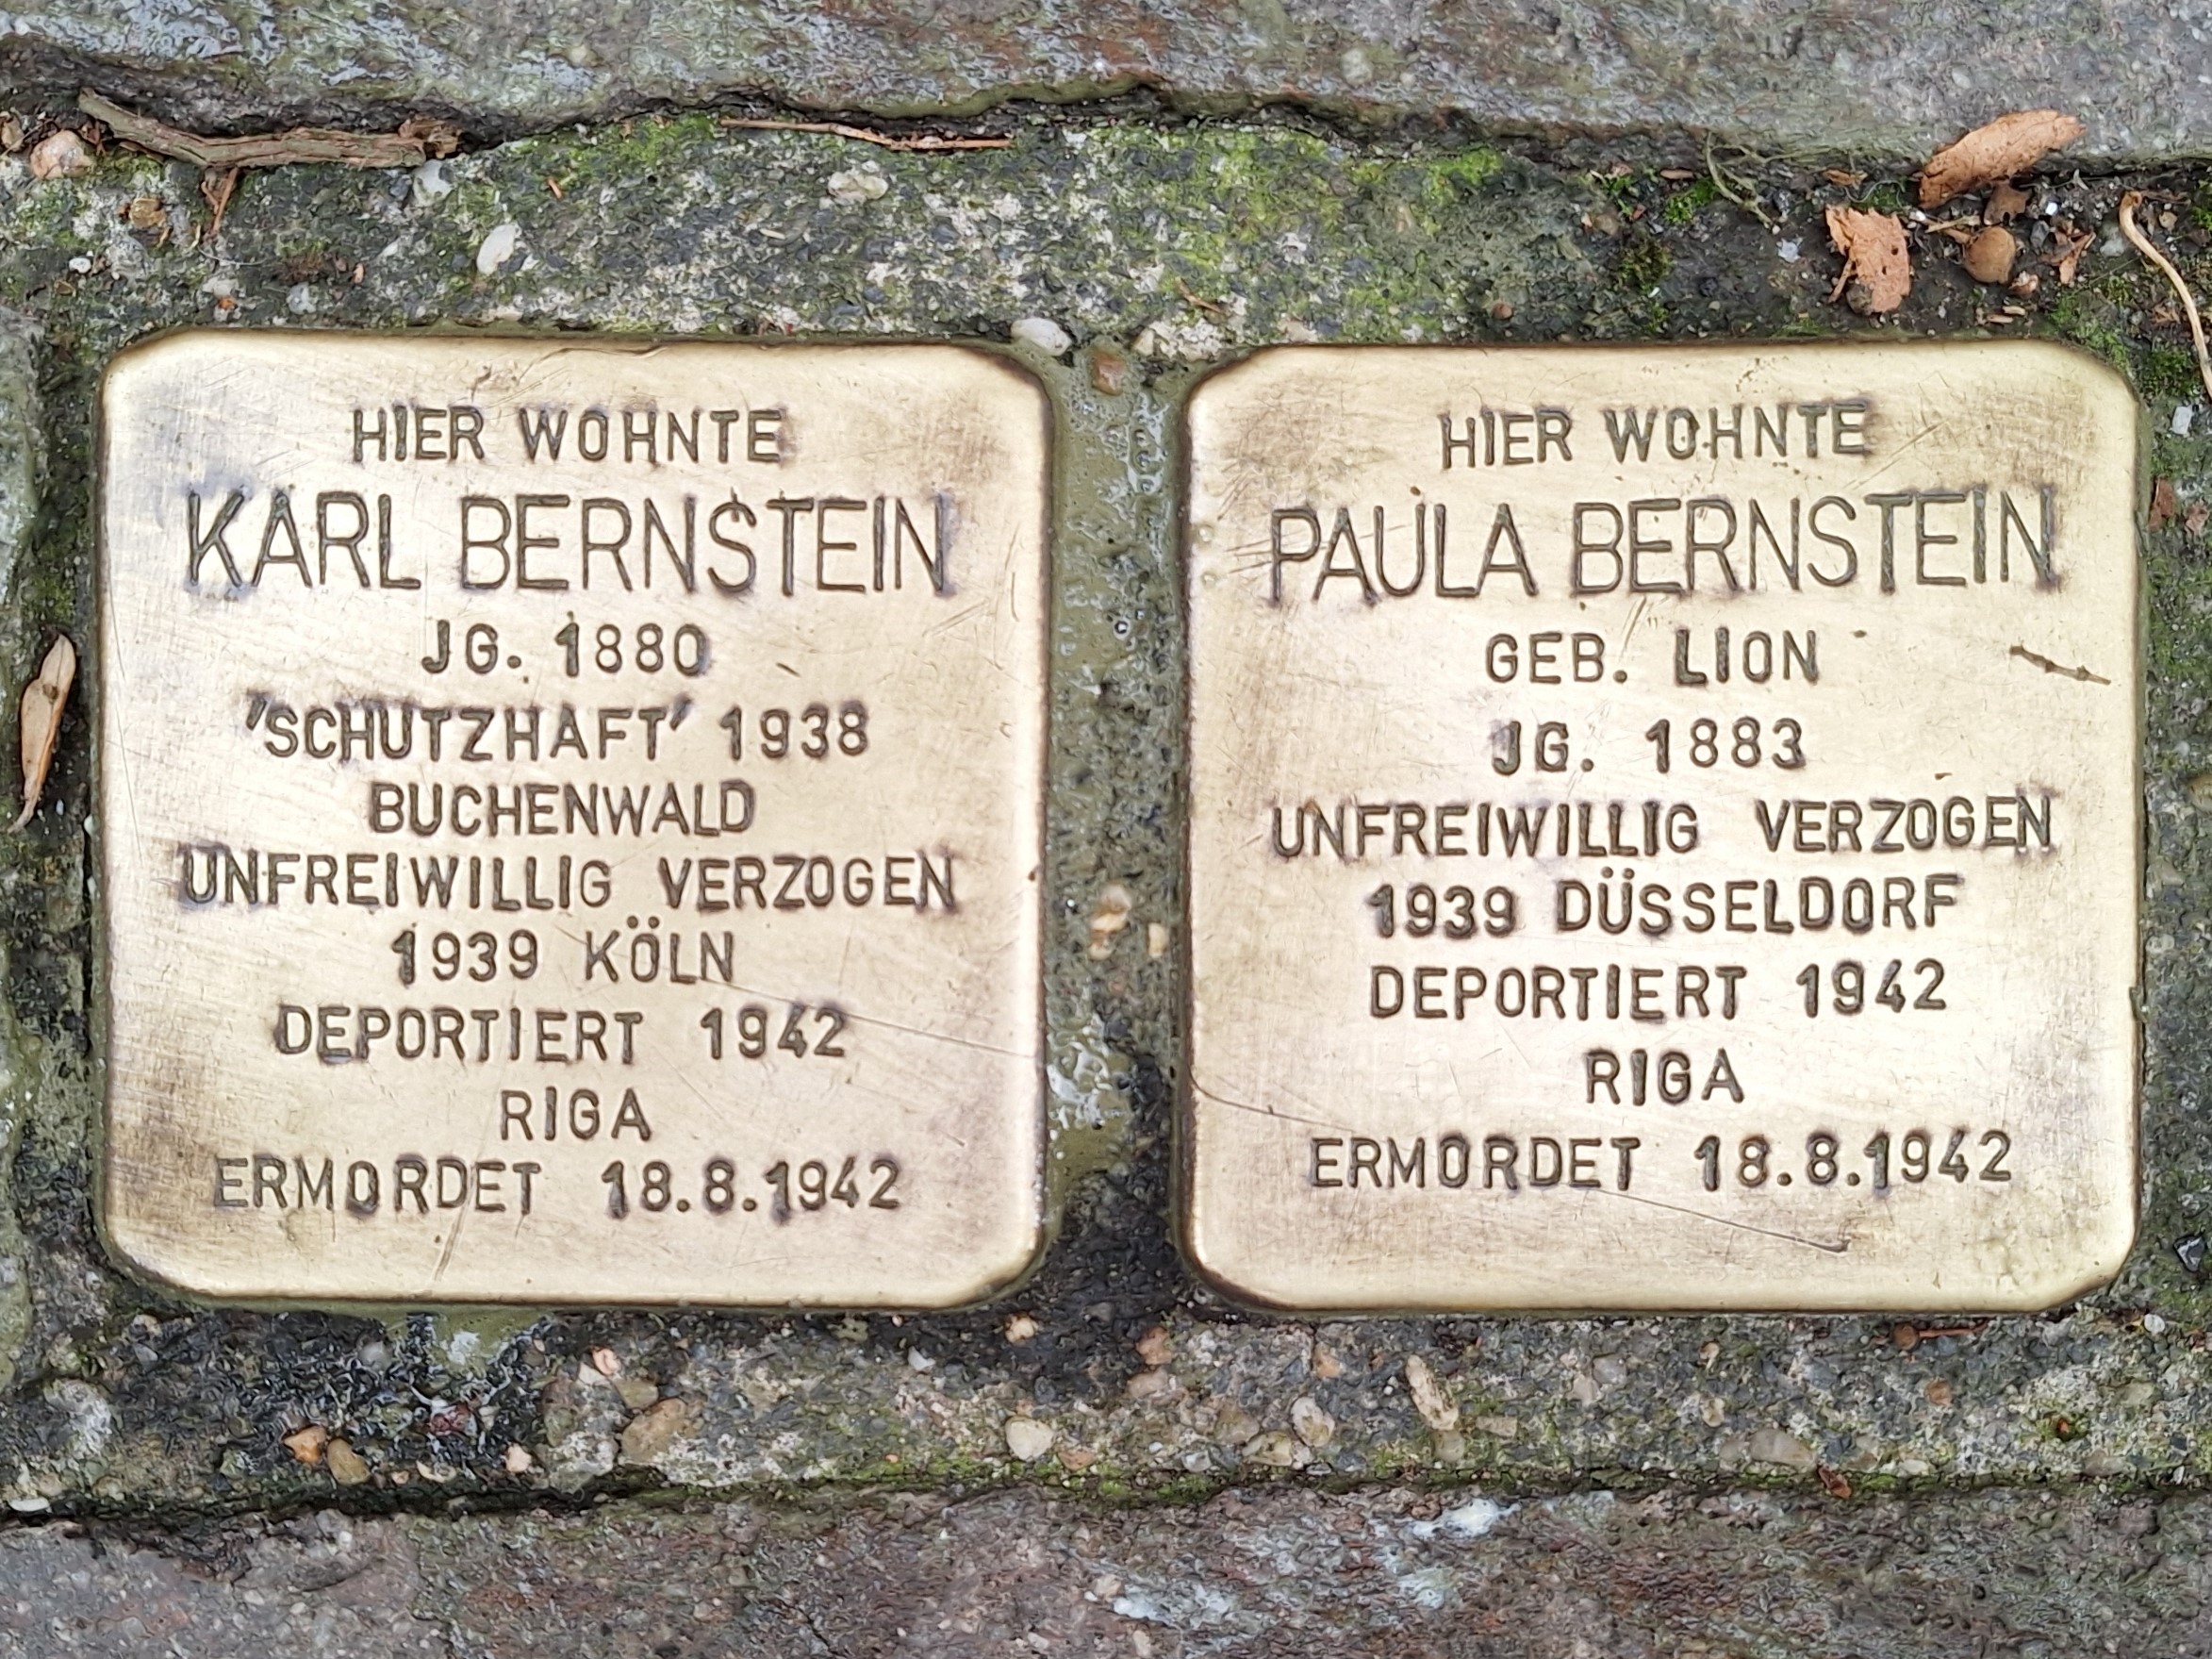 HIER WOHNTE
KARL BERNSTEIN
JG. 1880
'SCHUTZHAFT' 1938
BUCHENWALD
UNFREIWILLIG VERZOGEN
1939 KÖLN
DEPORTIERT 1942
RIGA
ERMORDET 18.8.1942
HIER WOHNTE
PAULA BERNSTEIN
GEB. LION
JG. 1883
UNFREIWILLIG VERZOGEN
1939 DÜSSELDORF
DEPORTIERT 1942
RIGA
ERMORDET 18.8.1942